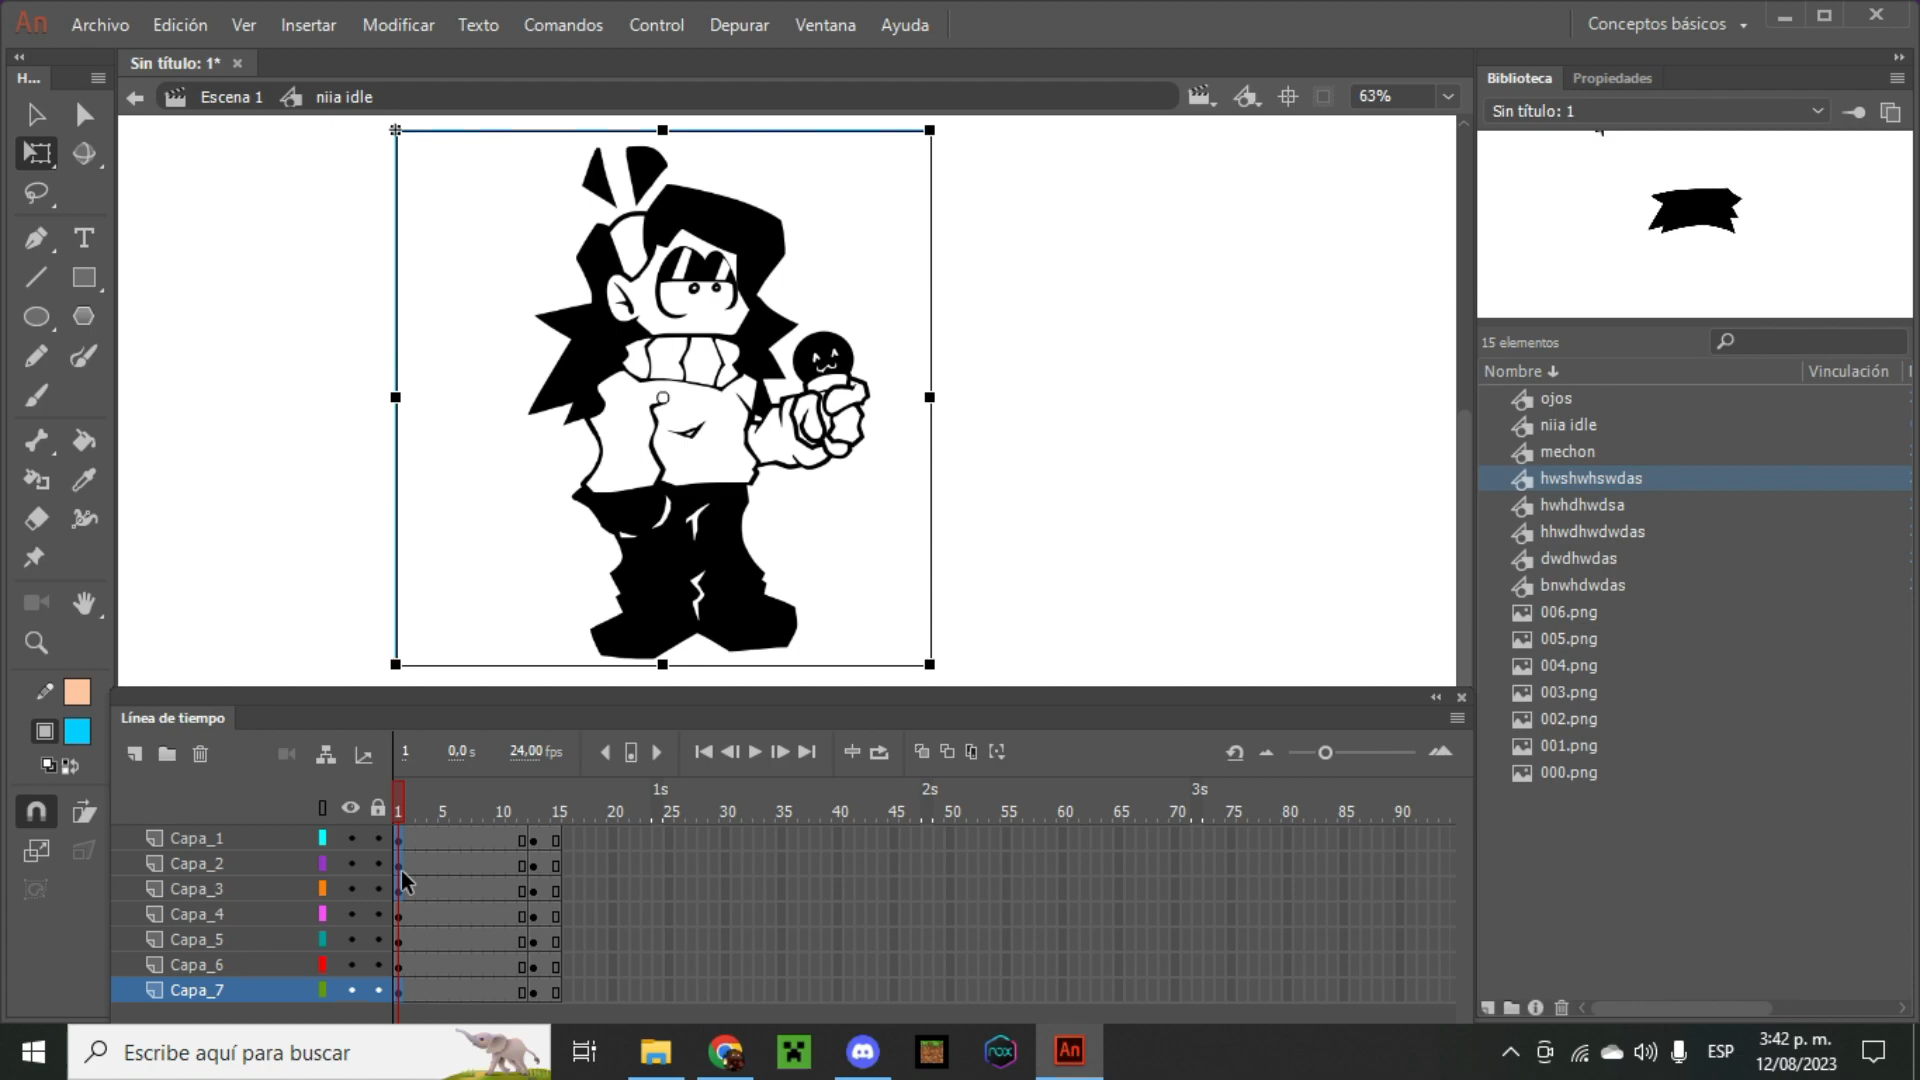 An Archivo Edición Ver Insertar Modificar Texto Comandos Control Depurar Ventana Ayuda Conceptos básicos
Sin título: 1* ×
H...
Escena 1 niia idle 63%
Biblioteca Propiedades
Sin título: 1
15 elementos
Nombre Vinculación
ojos
niia idle
mechon
hwshwhswdas
hwhdhwdsa
hhwdhwdwdas
dwdhwdas
bnwhdwdas
006.png
005.png
004.png
003.png
002.png
001.png
000.png
Línea de tiempo
1 0,0 s 24,00 fps
1s 2s 3s
1 5 10 15 20 25 30 35 40 45 50 55 60 65 70 75 80 85 90
Capa_1
Capa_2
Capa_3
Capa_4
Capa_5
Capa_6
Capa_7
Escribe aquí para buscar
nox
An
ESP
3:42 p. m.
12/08/2023